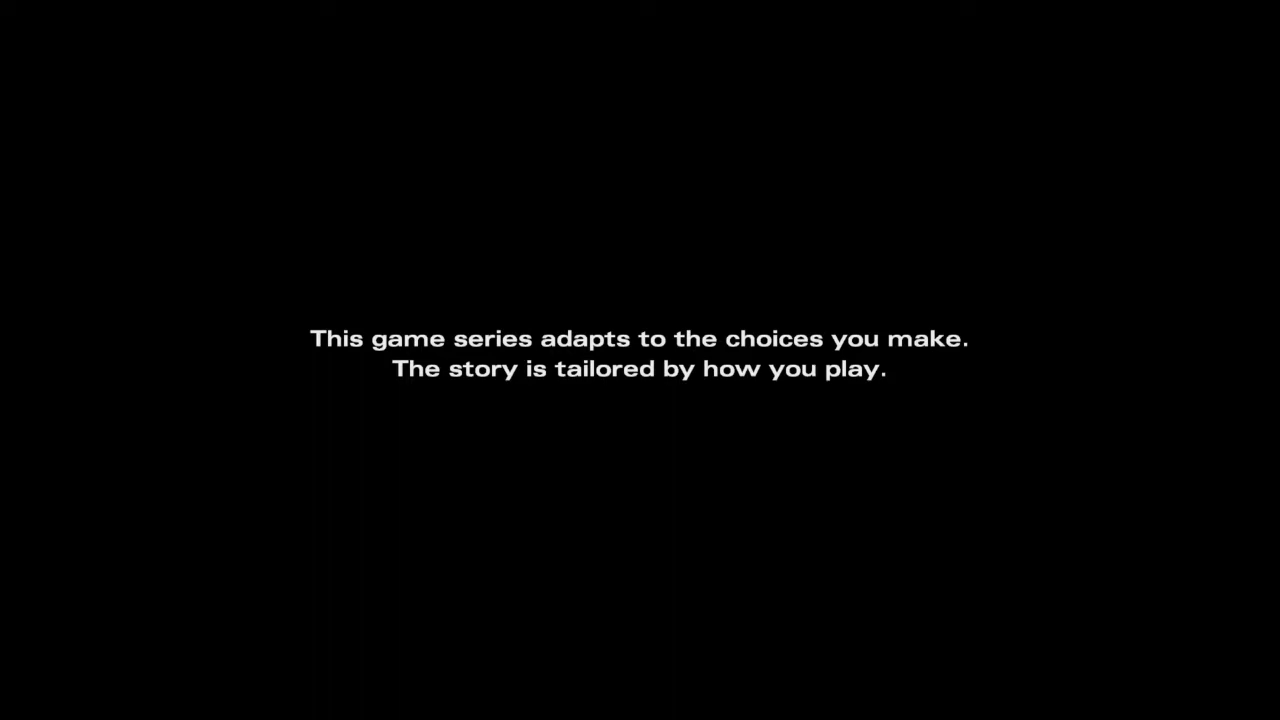 This game series adapts to the choices you make.
The story is tailored by how you play.